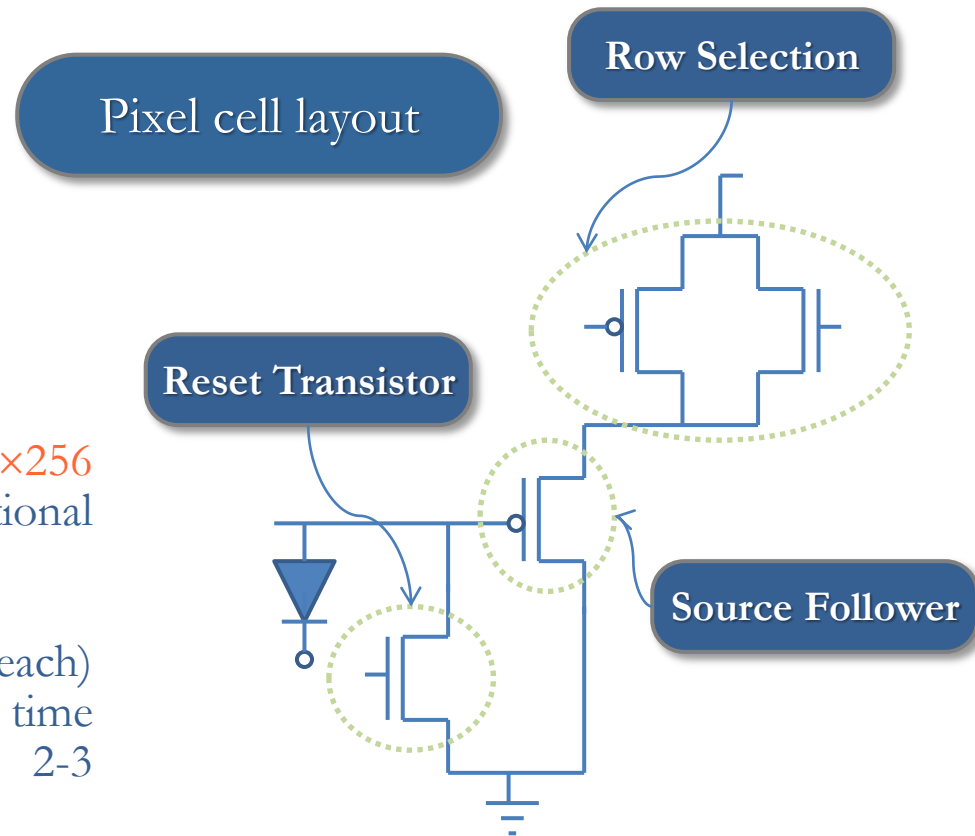 Row Selection
Pixel cell layout
Reset Transistor
×256
tional
Source Follower
each)
time
2-3